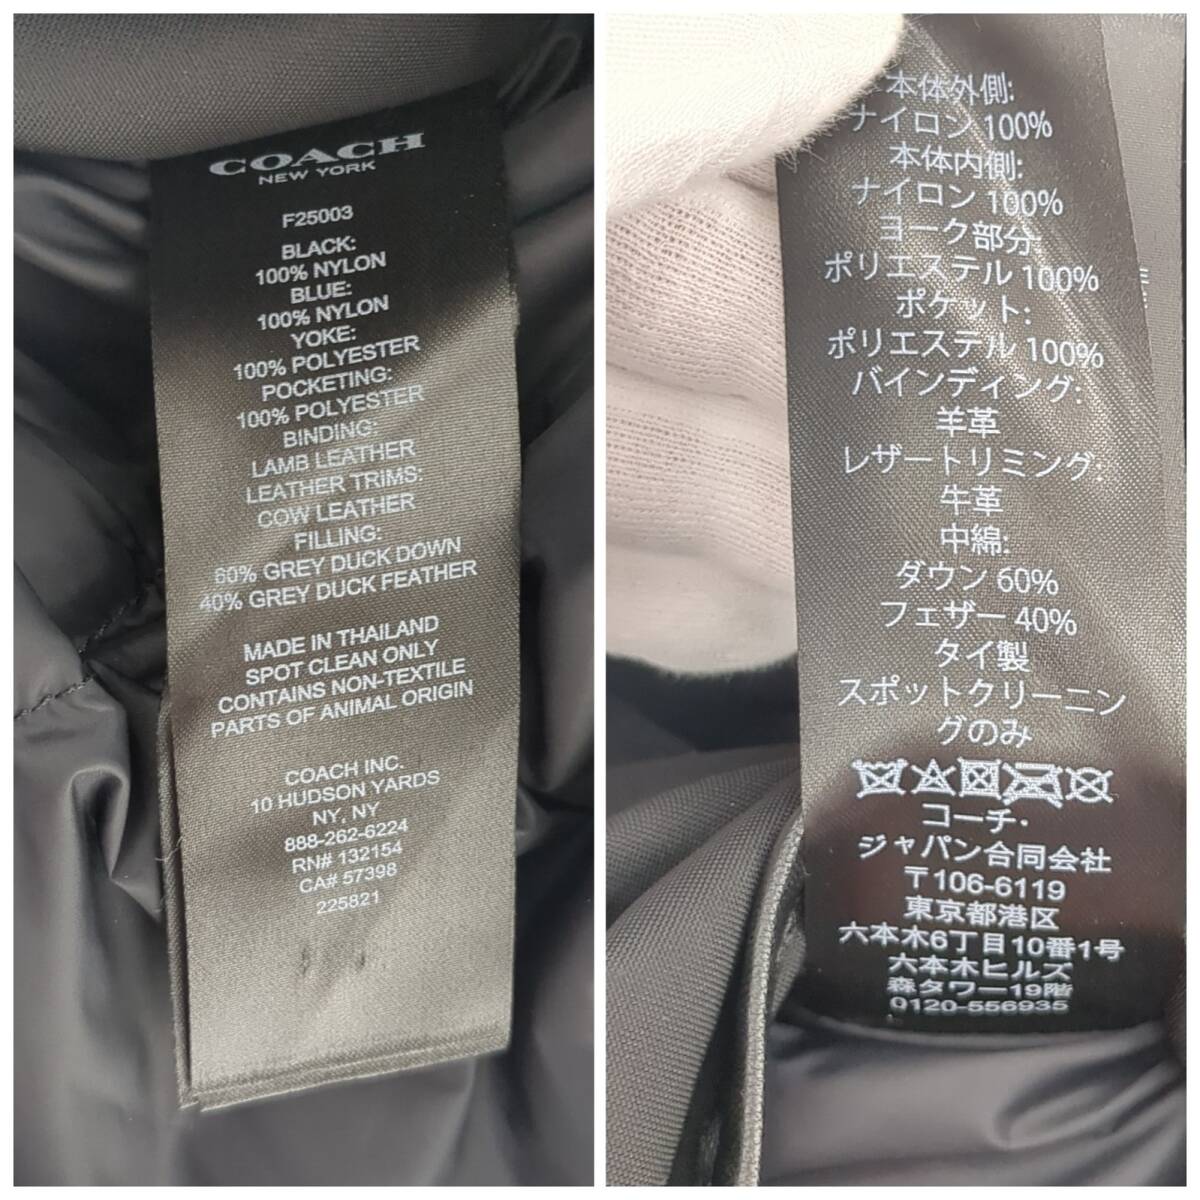 COACH
NEW YORK
F25003
BLACK:
100% NYLON
BLUE:
100% NYLON
YOKE:
100% POLYESTER
POCKETING:
100% POLYESTER
BINDING:
LAMB LEATHER
LEATHER TRIMS:
COW LEATHER
FILLING:
60% GREY DUCK DOWN
40% GREY DUCK FEATHER
MADE IN THAILAND
SPOT CLEAN ONLY
CONTAINS NON-TEXTILE
PARTS OF ANIMAL ORIGIN
COACH INC.
10 HUDSON YARDS
NY, NY
888-262-6224
RN# 132154
CA# 57398
225821
本体外側:
ナイロン 100%
本体内側:
ナイロン 100%
ヨーク部分
ポリエステル 100%
ポケット:
ポリエステル 100%
バインディング:
羊革
レザートリミング:
牛革
中綿:
ダウン 60%
フェザー 40%
タイ製
スポットクリーニン
グのみ
コーチ・
ジャパン合同会社
〒106-6119
東京都港区
六本木6丁目10番1号
六本木ヒルズ
森タワー19階
0120-556935